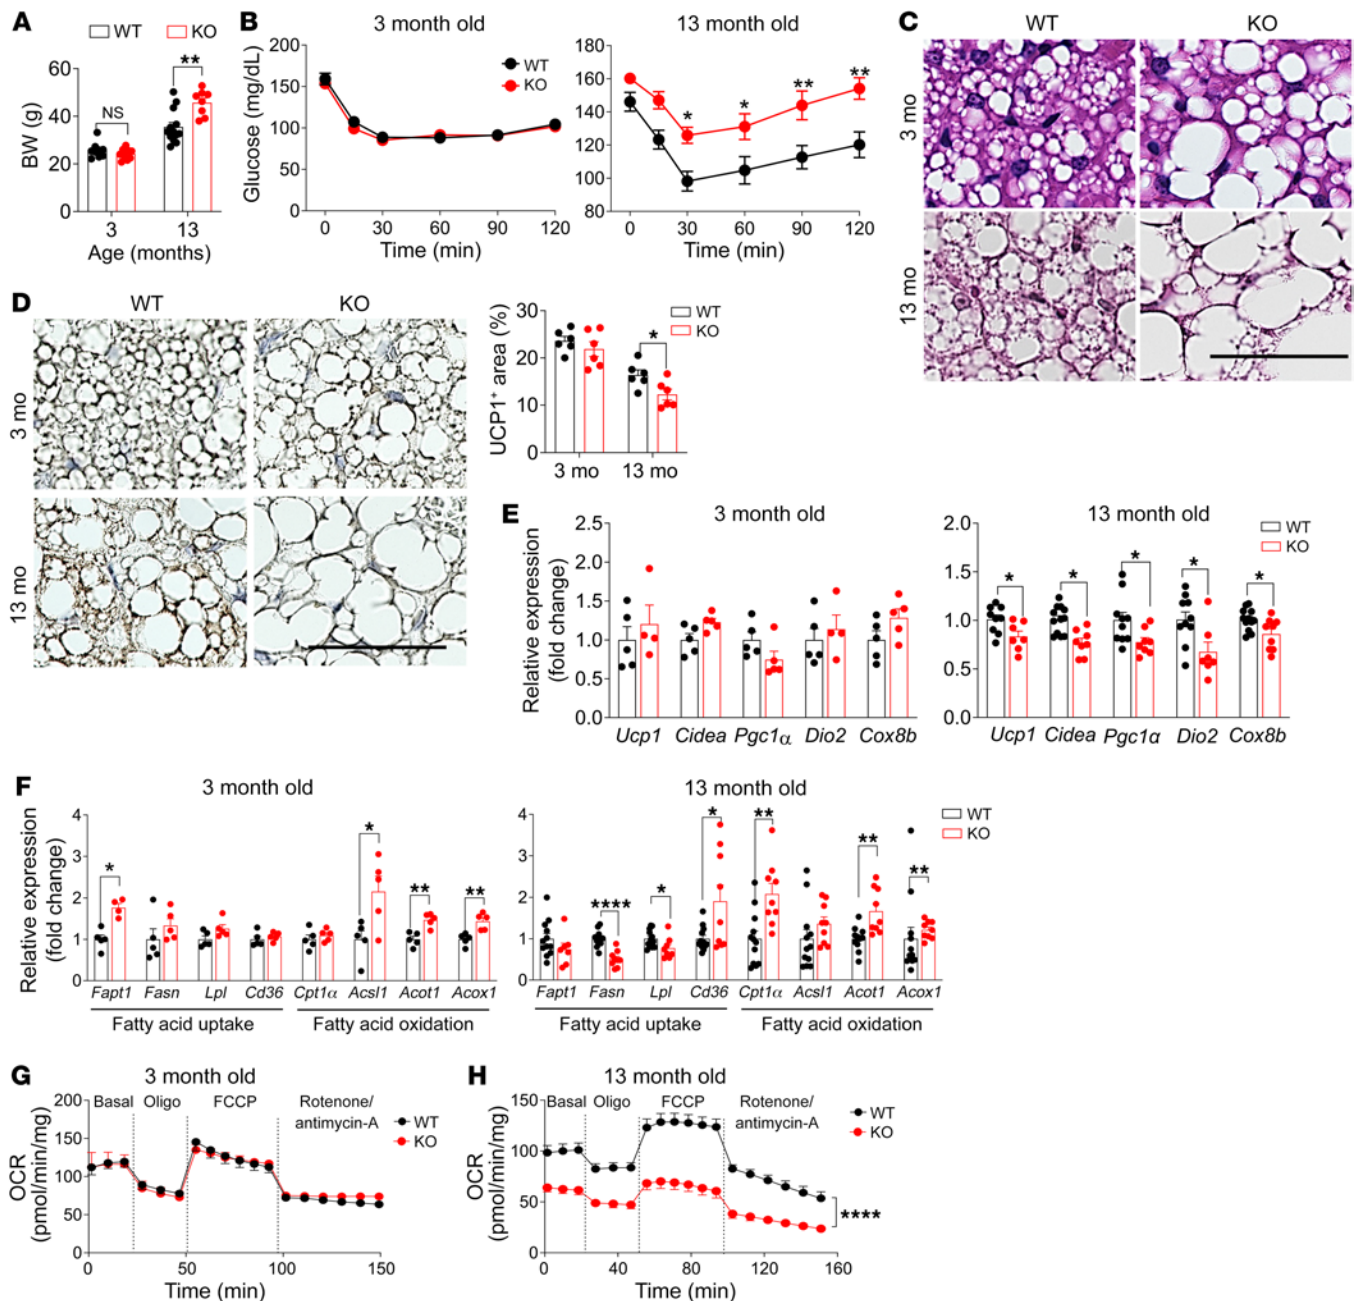 A
WT KO
BW (g)
60
40
20
0
NS
**
3 13
Age (months)
B
3 month old
Glucose (mg/dL)
200
150
100
50
0
WT
KO
0 30 60 90 120
Time (min)
13 month old
180
160
140
120
100
80
* * ** **
0 30 60 90 120
Time (min)
C
WT KO
3 mo
13 mo
D
WT KO
3 mo
13 mo
UCP1+ area (%)
30
20
10
0
WT
KO
*
3 mo 13 mo
E
3 month old
Relative expression
(fold change)
2.5
2.0
1.5
1.0
0.5
0.0
Ucp1 Cidea Pgc1α Dio2 Cox8b
13 month old
2.0
1.5
1.0
0.5
0.0
WT
KO
* * * * *
Ucp1 Cidea Pgc1α Dio2 Cox8b
F
3 month old
Relative expression
(fold change)
4
3
2
1
0
* * ** **
Fapt1 Fasn Lpl Cd36 Cpt1α Acsl1 Acot1 Acox1
Fatty acid uptake Fatty acid oxidation
13 month old
4
3
2
1
0
WT
KO
**** * * ** ** **
Fapt1 Fasn Lpl Cd36 Cpt1α Acsl1 Acot1 Acox1
Fatty acid uptake Fatty acid oxidation
G
3 month old
OCR
(pmol/min/mg)
200
150
100
50
0
Basal Oligo FCCP Rotenone/
antimycin-A
WT
KO
0 50 100 150
Time (min)
H
13 month old
OCR
(pmol/min/mg)
150
100
50
0
Basal Oligo FCCP Rotenone/
antimycin-A
WT
KO
****
0 40 80 120 160
Time (min)